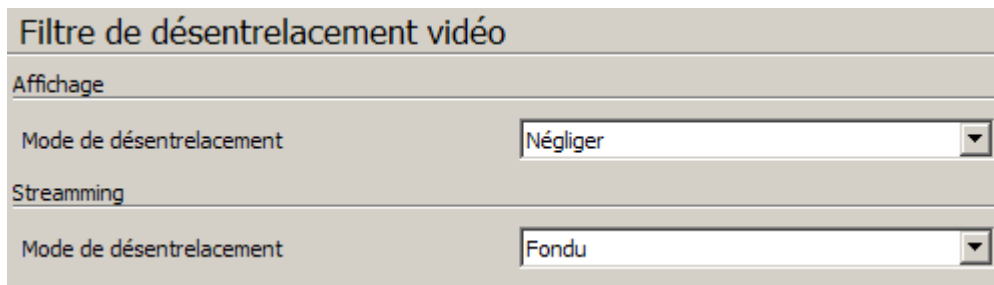 Filtre de désentrelacement vidéo
Affichage
Mode de désentrelacement Négliger
Streamming
Mode de désentrelacement Fondu